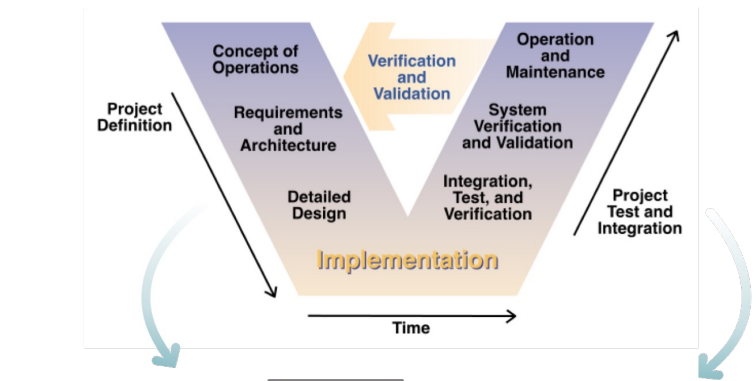 Concept of
Operations
Verification
and
Validation
Operation
and
Maintenance
Project
Definition
Requirements
and
Architecture
System
Verification
and Validation
Detailed
Design
Integration,
Test, and
Verification
Project
Test and
Integration
Implementation
Time